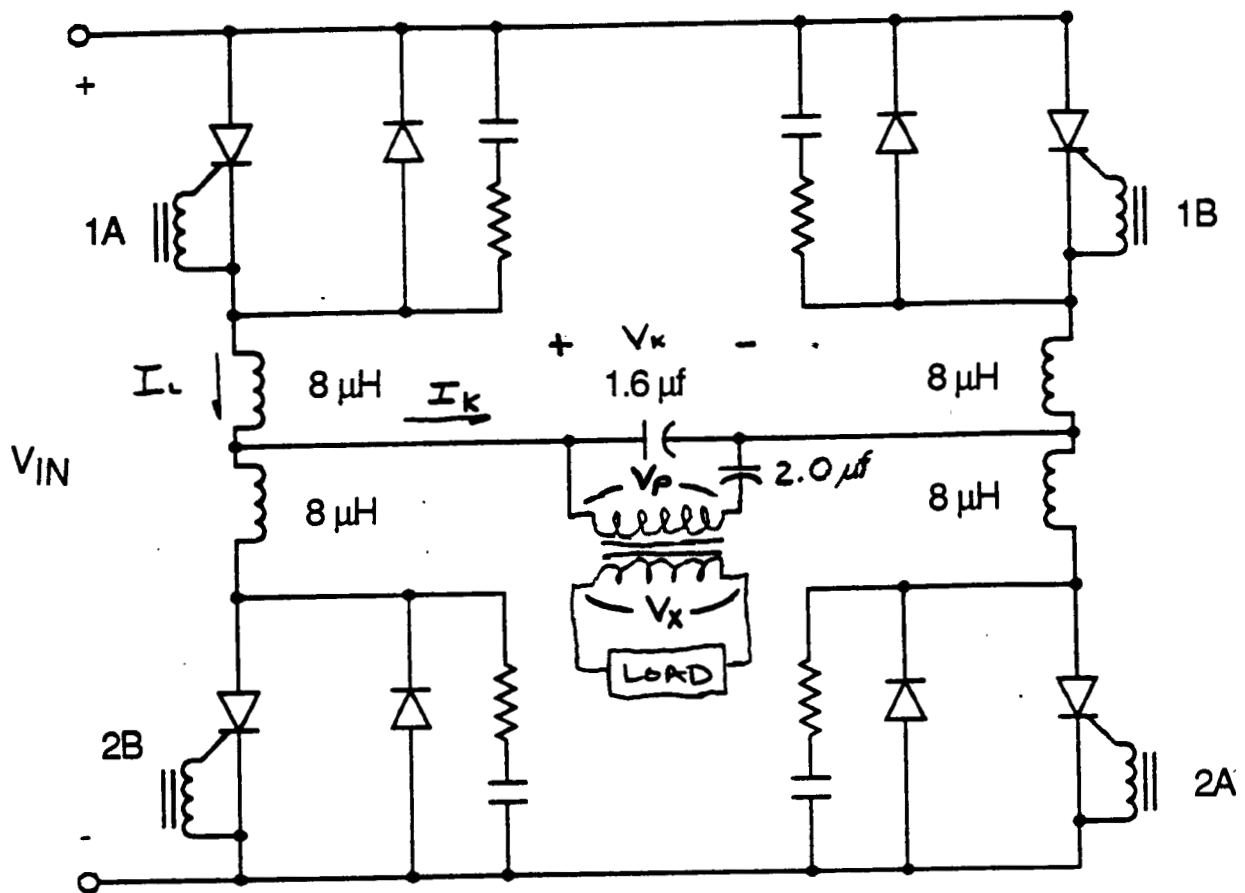 +
1A
1B
+ VK -
1.6 µf
IL
8 µH
IK
8 µH
VIN
2.0 µf
VP
8 µH
8 µH
VX
LOAD
2B
2A
-